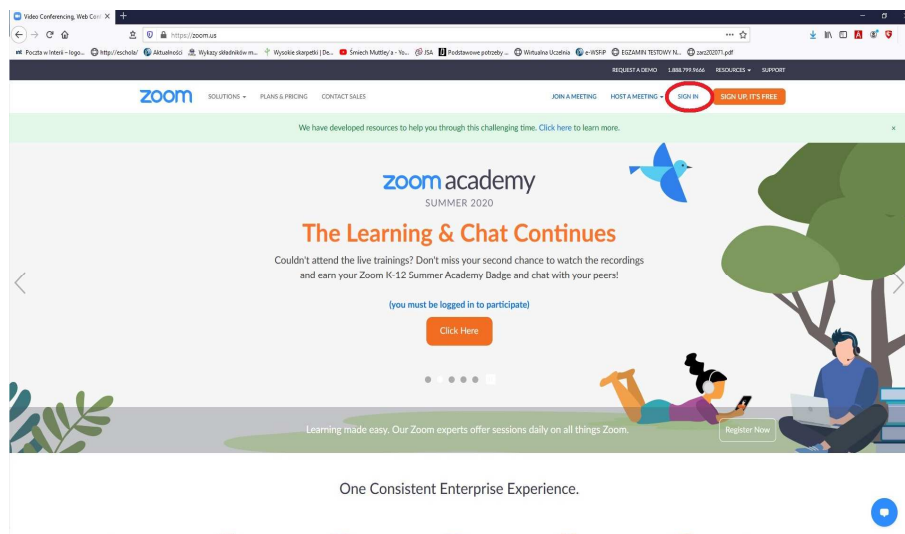 Video Conferencing, Web Conf
https://zoom.us
Poczta w Interii – logo... http://eschola/ Aktualności Wykazy składników m... Wysokie skarpetki | De... Śmiech Muttley'a - Yo... JSA Podstawowe potrzeby ... Wirtualna Uczelnia e-WSFiP EGZAMIN TESTOWY N... zarz202071.pdf
REQUEST A DEMO 1.888.799.9666 RESOURCES SUPPORT
zoom SOLUTIONS PLANS & PRICING CONTACT SALES JOIN A MEETING HOST A MEETING SIGN IN SIGN UP, IT'S FREE
We have developed resources to help you through this challenging time. Click here to learn more.
zoom academy
SUMMER 2020
The Learning & Chat Continues
Couldn't attend the live trainings? Don't miss your second chance to watch the recordings
and earn your Zoom K-12 Summer Academy Badge and chat with your peers!
(you must be logged in to participate)
Click Here
Learning made easy. Our Zoom experts offer sessions daily on all things Zoom. Register Now
One Consistent Enterprise Experience.